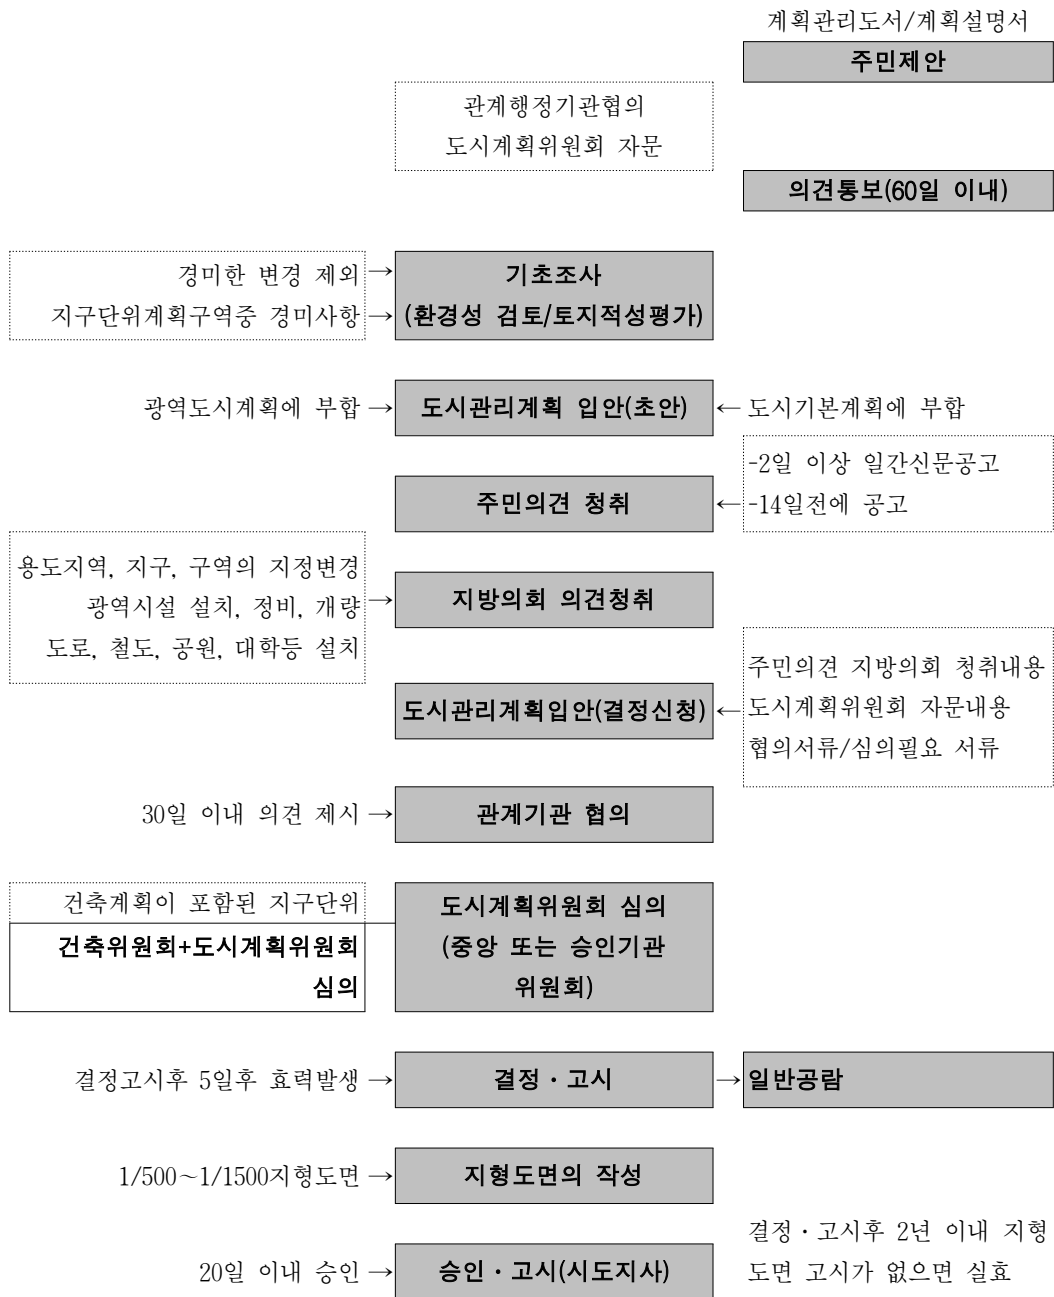 계획관리도서/계획설명서
주민제안
관계행정기관협의
도시계획위원회 자문
의견통보(60일 이내)
경미한 변경 제외
지구단위계획구역중 경미사항
→
→
기초조사
(환경성 검토/토지적성평가)
광역도시계획에 부합 → 도시관리계획 입안(초안) ← 도시기본계획에 부합
주민의견 청취
←
-2일 이상 일간신문공고
-14일전에 공고
용도지역, 지구, 구역의 지정변경
광역시설 설치, 정비, 개량
도로, 철도, 공원, 대학등 설치
→
지방의회 의견청취
도시관리계획입안(결정신청)
←
주민의견 지방의회 청취내용
도시계획위원회 자문내용
협의서류/심의필요 서류
30일 이내 의견 제시 → 관계기관 협의
건축계획이 포함된 지구단위
건축위원회+도시계획위원회
심의
도시계획위원회 심의
(중앙 또는 승인기관
위원회)
결정고시후 5일후 효력발생 → 결정·고시 → 일반공람
1/500~1/1500지형도면 → 지형도면의 작성
20일 이내 승인 → 승인·고시(시도지사)
결정·고시후 2년 이내 지형
도면 고시가 없으면 실효